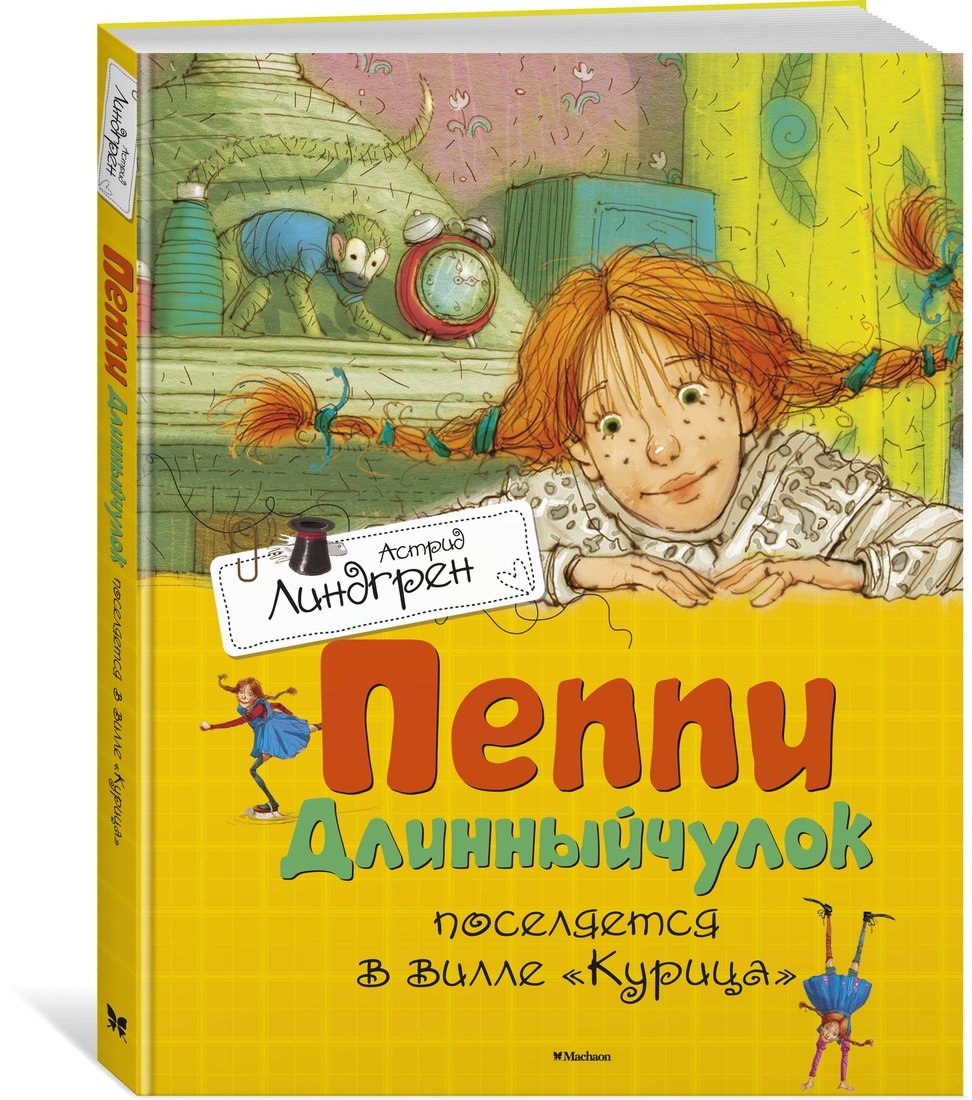 Астрид
Линдгрен
Пеппи
Длинныйчулок
поселяется
в вилле «Курица»
Machaon
Астрид
Линдгрен
Пеппи Длинныйчулок поселяется в вилле «Курица»